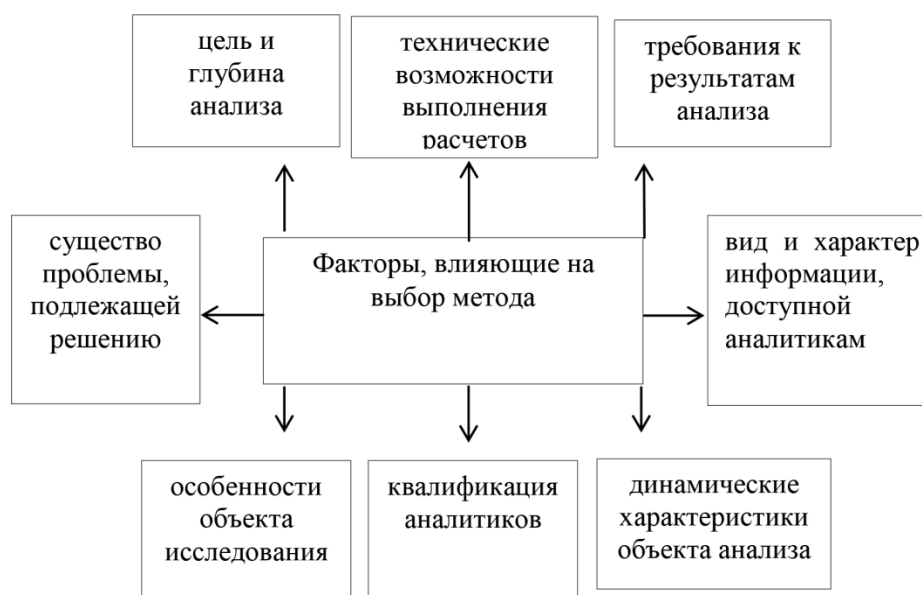 цель и
глубина
анализа
технические
возможности
выполнения
расчетов
требования к
результатам
анализа
существо
проблемы,
подлежащей
решению
Факторы, влияющие на
выбор метода
вид и характер
информации,
доступной
аналитикам
особенности
объекта
исследования
квалификация
аналитиков
динамические
характеристики
объекта анализа